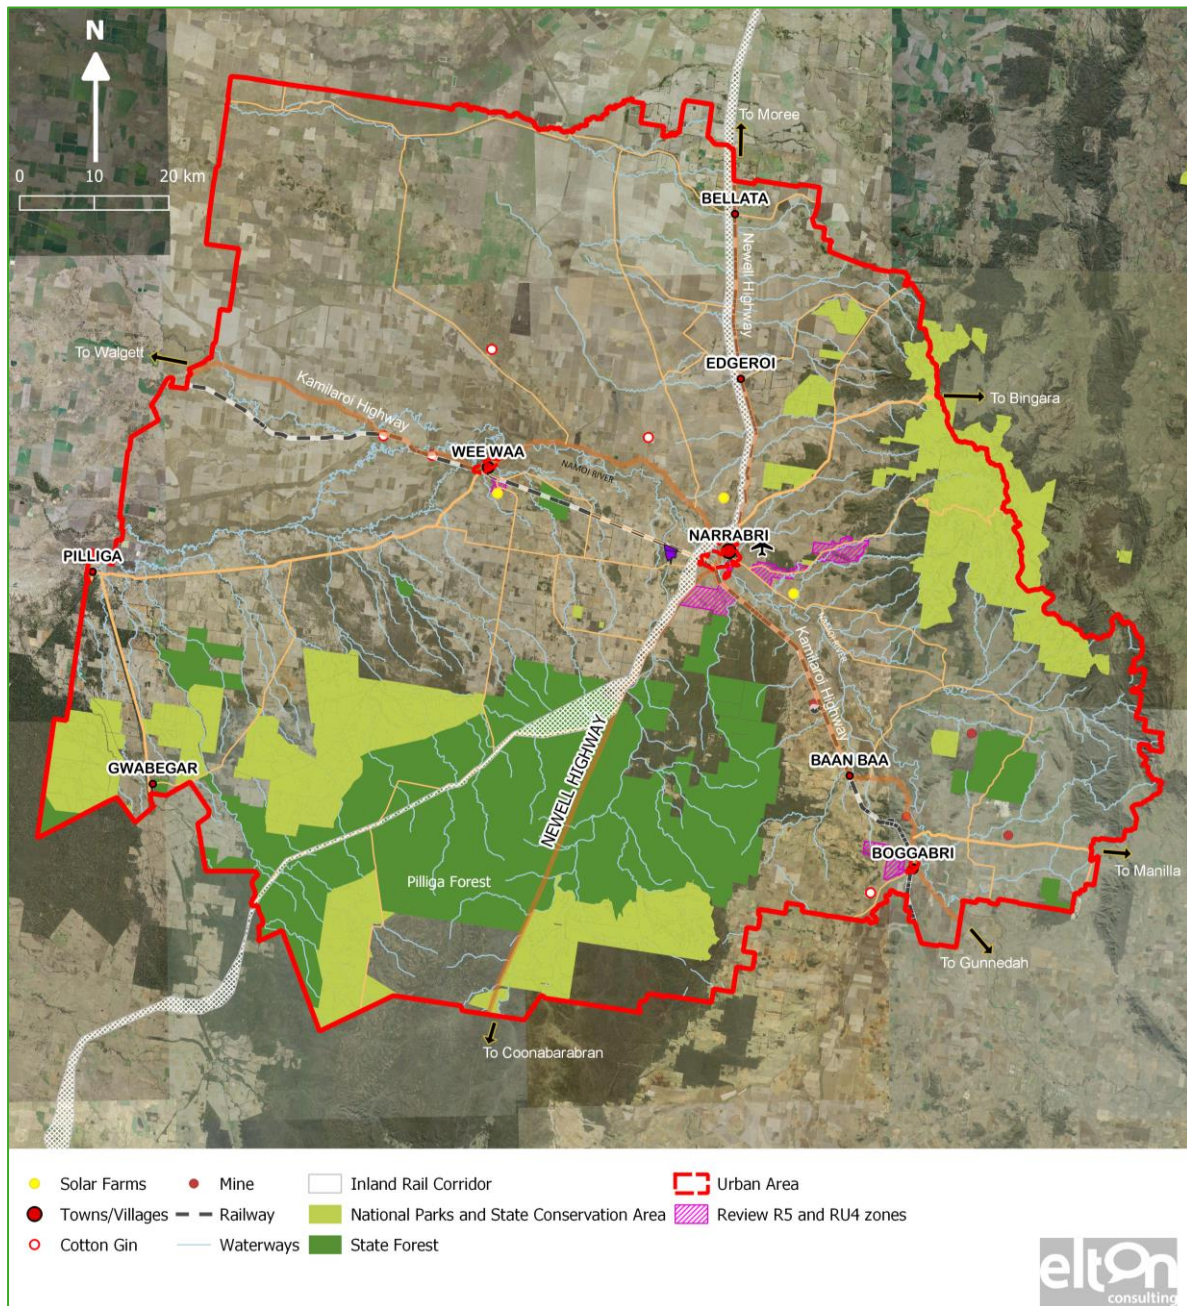 N
0 10 20 km
To Moree
BELLATA
Newell Highway
To Walgett
Kamilaroi Highway
EDGEROI
To Bingara
WEE WAA
NAMOI RIVER
NARRABRI
PILLIGA
NAMOI RIVER
Kamilaroi Highway
NEWELL HIGHWAY
GWABEGAR
BAAN BAA
BOGGABRI
To Manilla
Pilliga Forest
To Gunnedah
To Coonabarabran
Solar Farms
Mine
Inland Rail Corridor
Urban Area
Towns/Villages
Railway
National Parks and State Conservation Area
Review R5 and RU4 zones
Cotton Gin
Waterways
State Forest
elton
consulting